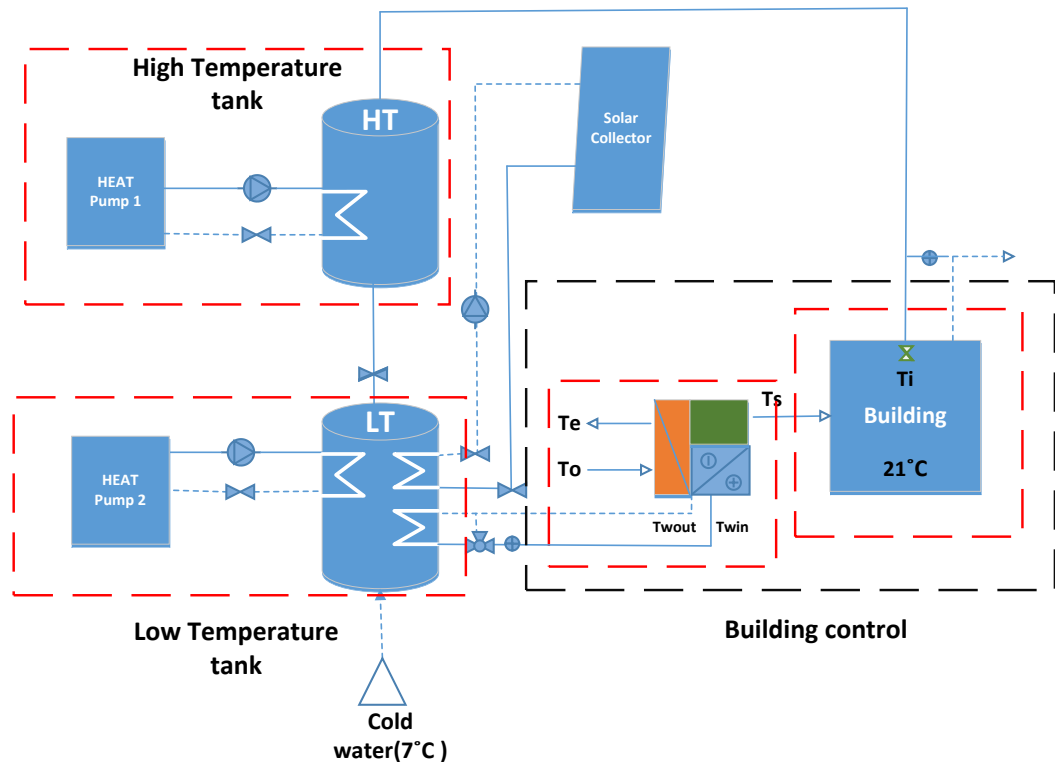 High Temperature
tank
HT
HEAT
Pump 1
Solar
Collector
LT
HEAT
Pump 2
Te
To
Ts
Twout
Twin
Ti
Building
21˚C
Low Temperature
tank
Building control
Cold
water(7˚C )